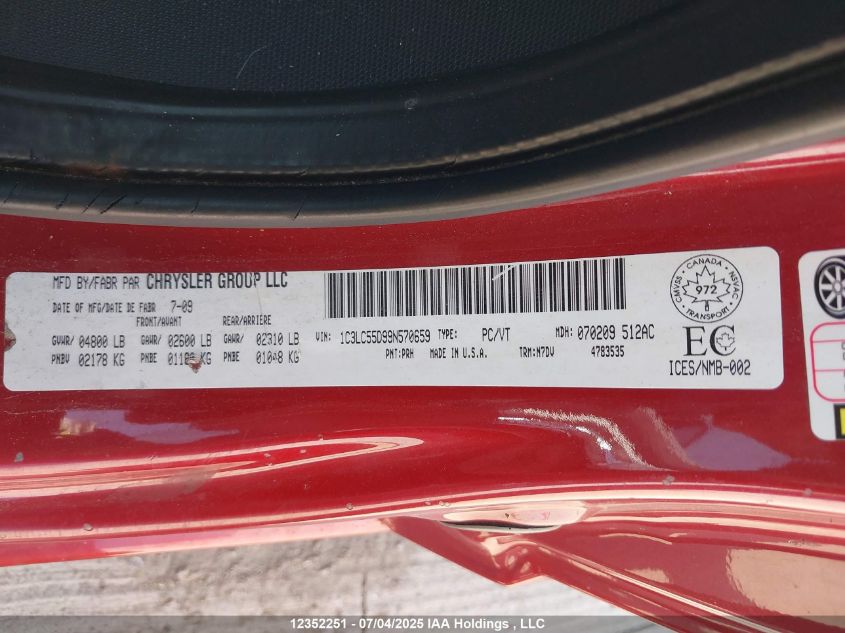 MFD BY/FABR PAR CHRYSLER GROUP LLC
DATE OF MFG/DATE DE FABR 7-09
FRONT/AVANT REAR/ARRIERE
GVWR/ 04800 LB GAWR/ 02600 LB GAWR/ 02310 LB
PNBV 02178 KG PNBE KG PNBE 01048 KG
VIN: 1C3LC55D99N570659 TYPE: PC/VT MDH: 070209 512AC
PNT:PRH MADE IN U.S.A. TRM:N7DV 4783535
CANADA
CMVSS 972 NSVAC
TRANSPORT
EC
ICES/NMB-002
12352251 - 07/04/2025 IAA Holdings , LLC